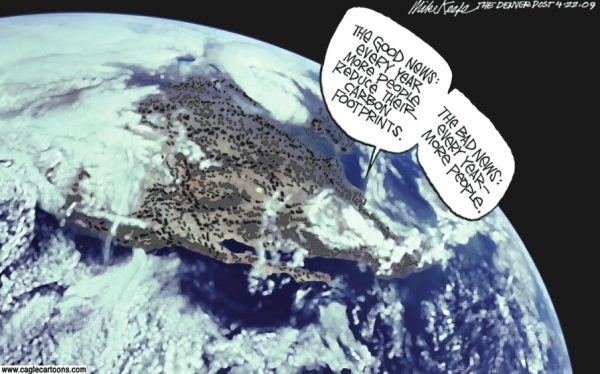 Mike Keefe THE DENVER POST 4-22-09
THE GOOD NEWS:
EVERY YEAR
MORE PEOPLE
REDUCE THEIR
CARBON
FOOTPRINTS.
THE BAD NEWS:
EVERY YEAR—
MORE PEOPLE.
www.caglecartoons.com